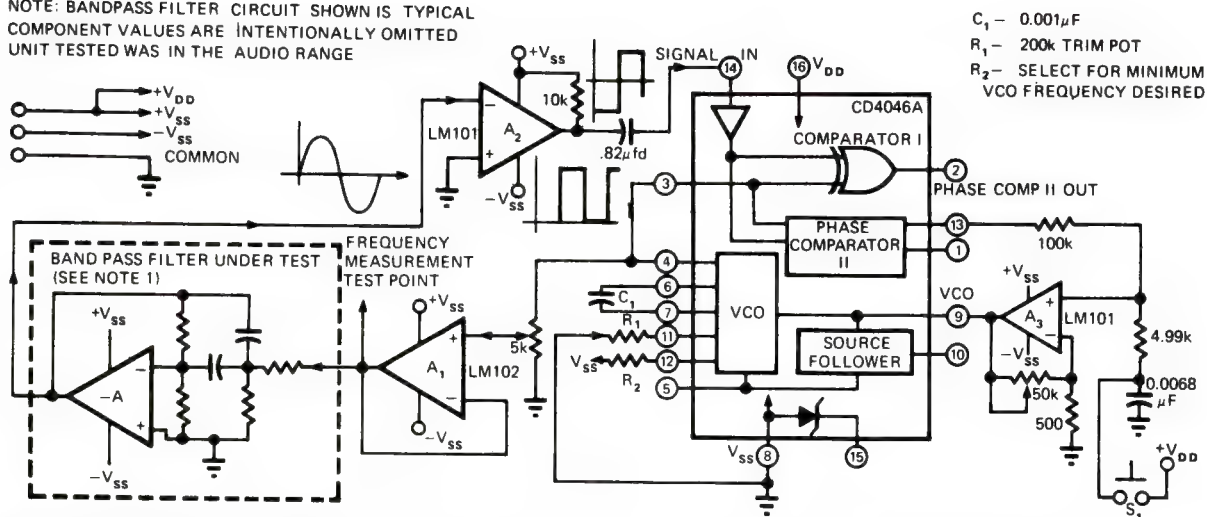 NOTE: BANDPASS FILTER CIRCUIT SHOWN IS TYPICAL
COMPONENT VALUES ARE INTENTIONALLY OMITTED
UNIT TESTED WAS IN THE AUDIO RANGE
C1– 0.001µF
R1– 200k TRIM POT
R2– SELECT FOR MINIMUM
VCO FREQUENCY DESIRED
+VDD
+VSS
–VSS
COMMON
+VSS
10k
LM101
A2
–
+
–VSS
.82µfd
SIGNAL IN
14
16
VDD
CD4046A
COMPARATOR I
2
PHASE COMP II OUT
3
PHASE
COMPARATOR
II
13
1
100k
BAND PASS FILTER UNDER TEST
(SEE NOTE 1)
+VSS
–
–A
+
–VSS
FREQUENCY
MEASUREMENT
TEST POINT
+VSS
+
A1
–
LM102
–VSS
5k
4
6
C1
7
R1
11
VSS
12
R2
5
VCO
SOURCE
FOLLOWER
VCO
9
10
+VSS
+
A3
–
LM101
–VSS
4.99k
0.0068
µF
50k
500
VSS
8
15
+VDD
S1